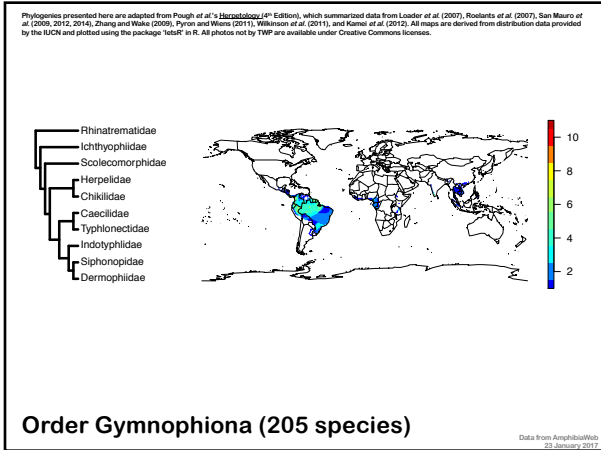 Phylogenies presented here are adapted from Pough et al.'s Herpetology (4th Edition), which summarized data from Loader et al. (2007), Roelants et al. (2007), San Mauro et
al. (2009, 2012, 2014), Zhang and Wake (2009), Pyron and Wiens (2011), Wilkinson et al. (2011), and Kamei et al. (2012). All maps are derived from distribution data provided
by the IUCN and plotted using the package 'letsR' in R. All photos not by TWP are available under Creative Commons licenses.
Rhinatrematidae
Ichthyophiidae
Scolecomorphidae
Herpelidae
Chikilidae
Caecilidae
Typhlonectidae
Indotyphlidae
Siphonopidae
Dermophiidae
10
8
6
4
2
Order Gymnophiona (205 species)
Data from AmphibiaWeb
23 January 2017